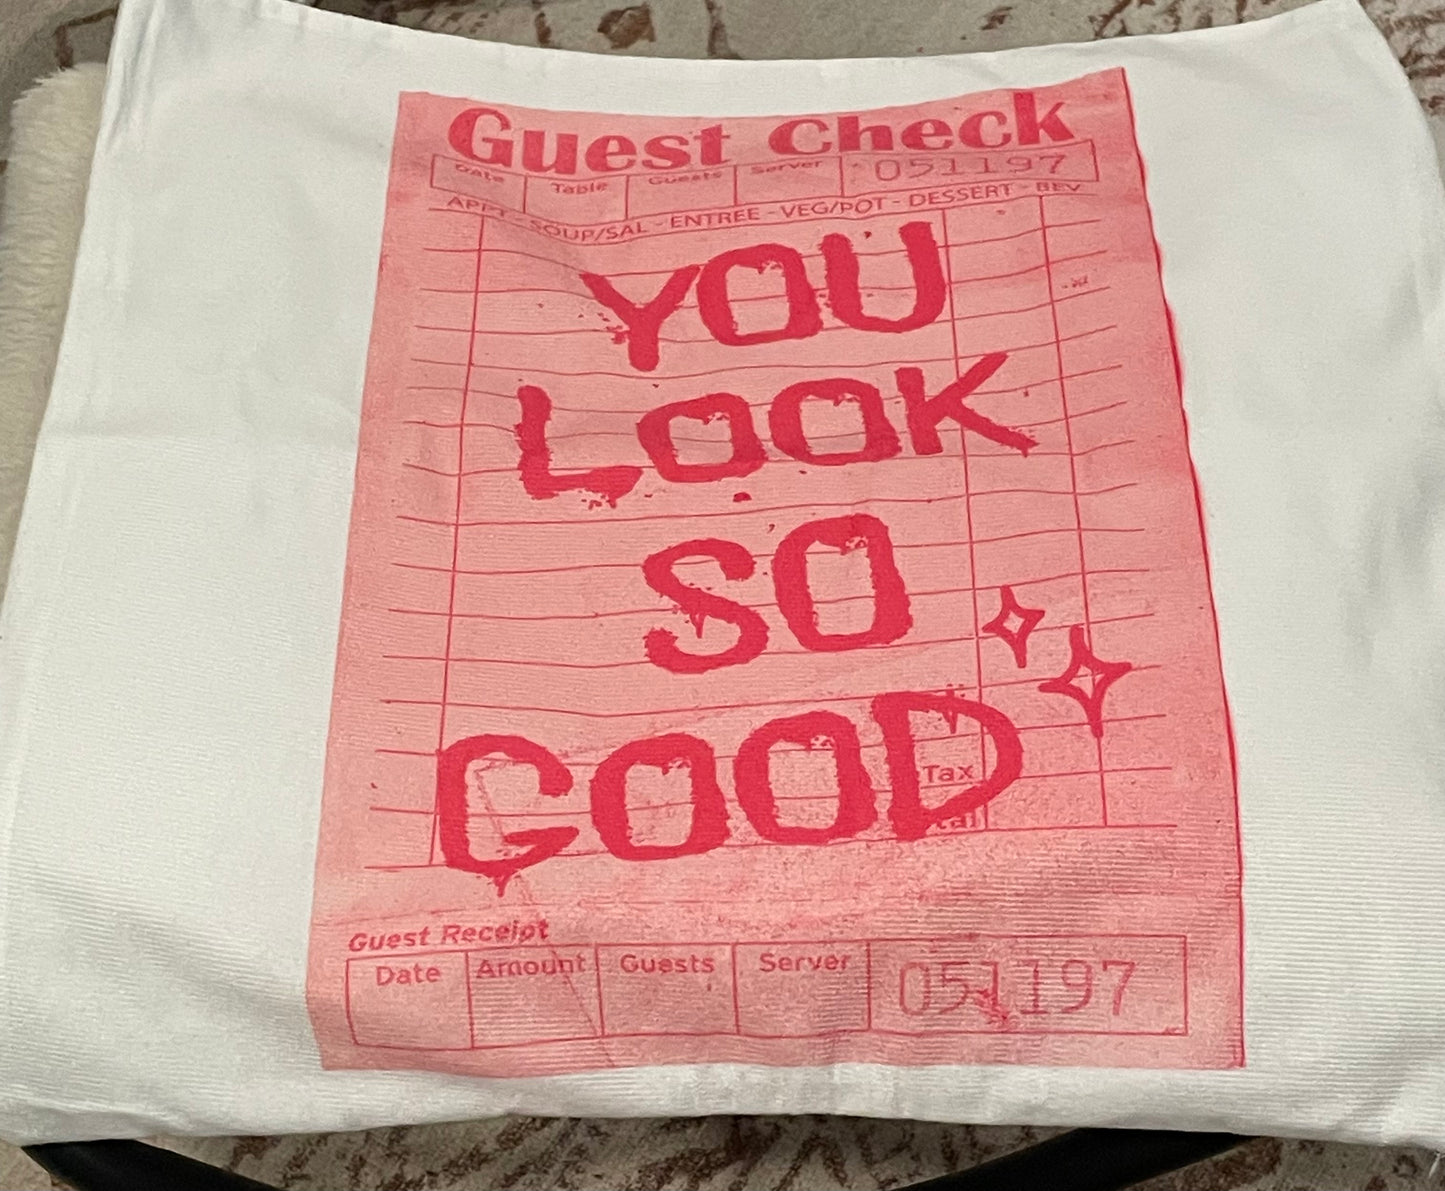 Guest Check
Date Table Guests Server 051197
APPT - SOUP/SAL - ENTREE - VEG/POT - DESSERT - BEV
YOU
LOOK
SO
GOOD
Tax
Guest Receipt
Date Amount Guests Server 051197